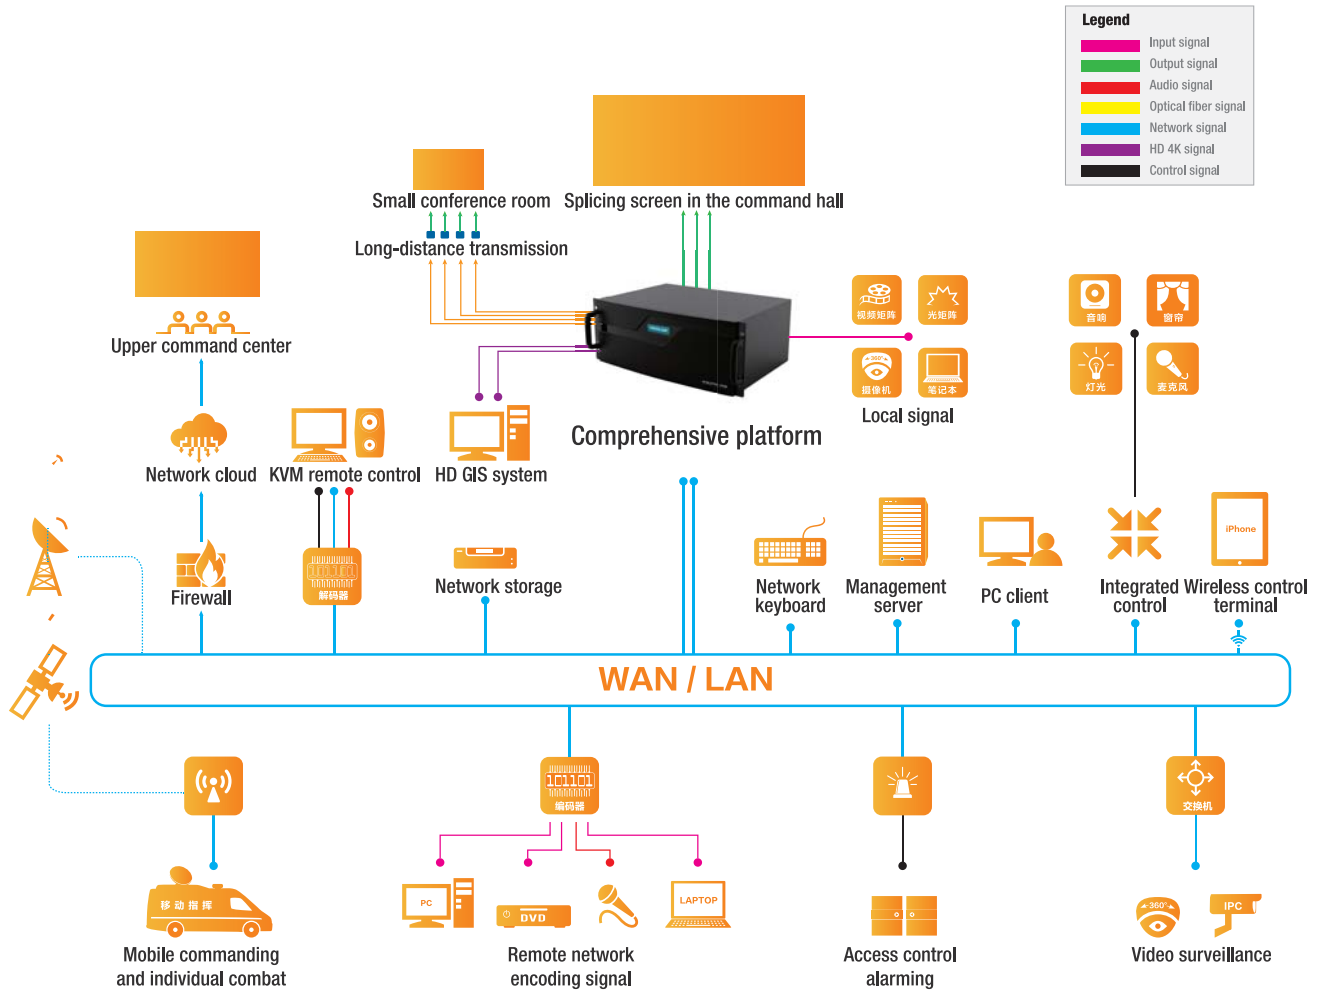 Legend
Input signal
Output signal
Audio signal
Optical fiber signal
Network signal
HD 4K signal
Control signal
Small conference room
Splicing screen in the command hall
Long-distance transmission
Upper command center
视频矩阵
光矩阵
360°
摄像机
笔记本
Local signal
音响
窗帘
灯光
麦克风
Comprehensive platform
Network cloud
KVM remote control
HD GIS system
Firewall
解码器
Network storage
Network
keyboard
Management
server
PC client
Integrated
control
iPhone
Wireless control
terminal
WAN / LAN
101101
编码器
交换机
移动指挥
Mobile commanding
and individual combat
PC
DVD
LAPTOP
Remote network
encoding signal
Access control
alarming
360°
IPC
Video surveillance